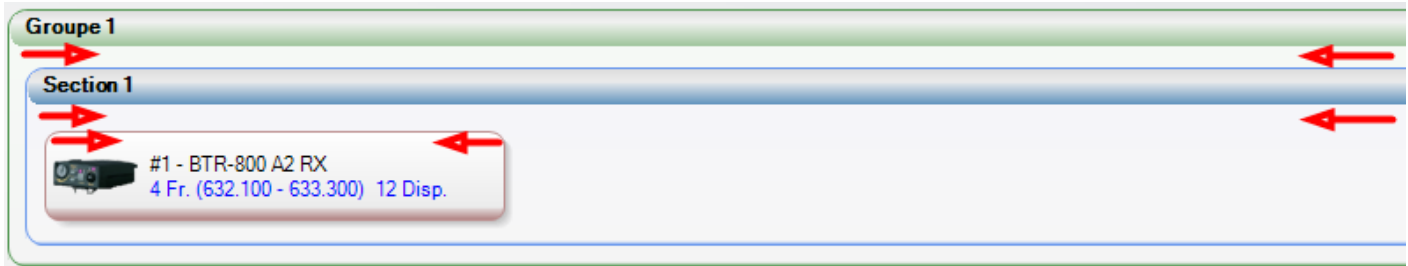 Groupe 1
Section 1
#1 - BTR-800 A2 RX
4 Fr. (632.100 - 633.300)  12 Disp.